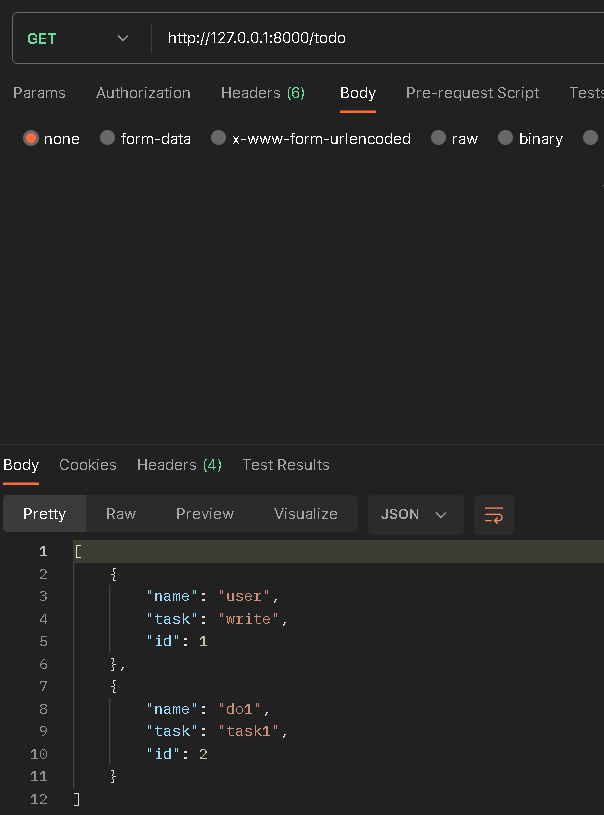 GET http://127.0.0.1:8000/todo
Params Authorization Headers (6) Body Pre-request Script Tests
none form-data x-www-form-urlencoded raw binary
Body Cookies Headers (4) Test Results
Pretty Raw Preview Visualize JSON
1 [
2 {
3 "name": "user",
4 "task": "write",
5 "id": 1
6 },
7 {
8 "name": "do1",
9 "task": "task1",
10 "id": 2
11 }
12 ]